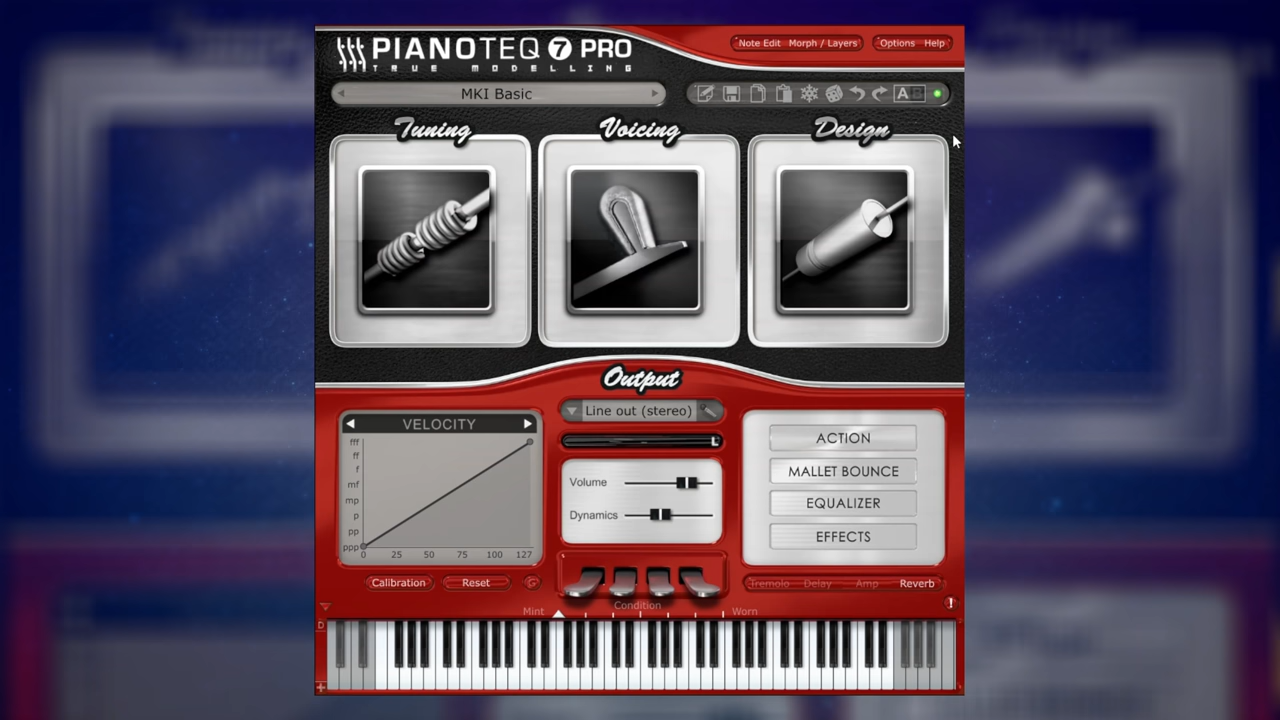 PIANOTEQ 7 PRO
TRUE MODELLING
Note Edit Morph / Layers
Options Help
MKI Basic
A B
Tuning
Voicing
Design
Output
VELOCITY
fff
ff
f
mf
mp
p
pp
ppp
0 25 50 75 100 127
Calibration
Reset
G
Line out (stereo)
L
Volume
Dynamics
ACTION
MALLET BOUNCE
EQUALIZER
EFFECTS
Tremolo Delay Amp Reverb
!
Mint Condition Worn
D
+